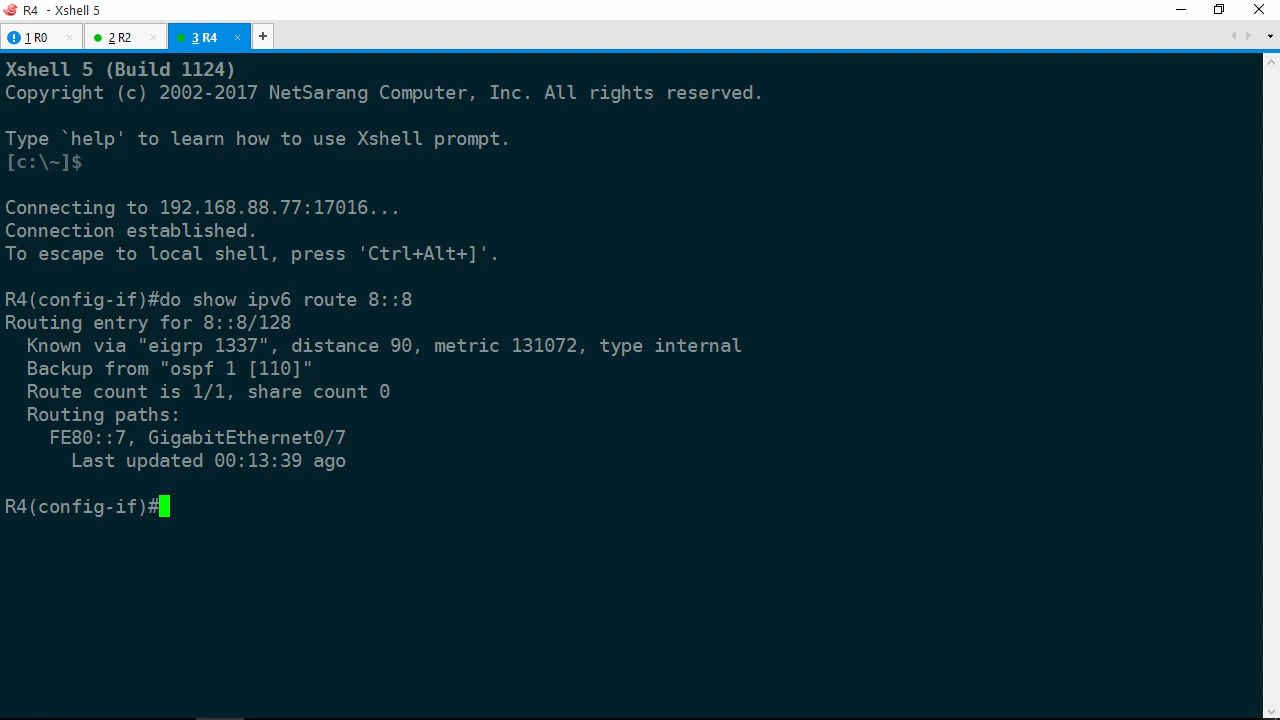 R4 - Xshell 5
1 R0 × 2 R2 × 3 R4 × +
Xshell 5 (Build 1124)
Copyright (c) 2002-2017 NetSarang Computer, Inc. All rights reserved.
Type `help' to learn how to use Xshell prompt.
[c:\~]$
Connecting to 192.168.88.77:17016...
Connection established.
To escape to local shell, press 'Ctrl+Alt+]'.
R4(config-if)#do show ipv6 route 8::8
Routing entry for 8::8/128
Known via "eigrp 1337", distance 90, metric 131072, type internal
Backup from "ospf 1 [110]"
Route count is 1/1, share count 0
Routing paths:
FE80::7, GigabitEthernet0/7
Last updated 00:13:39 ago
R4(config-if)#